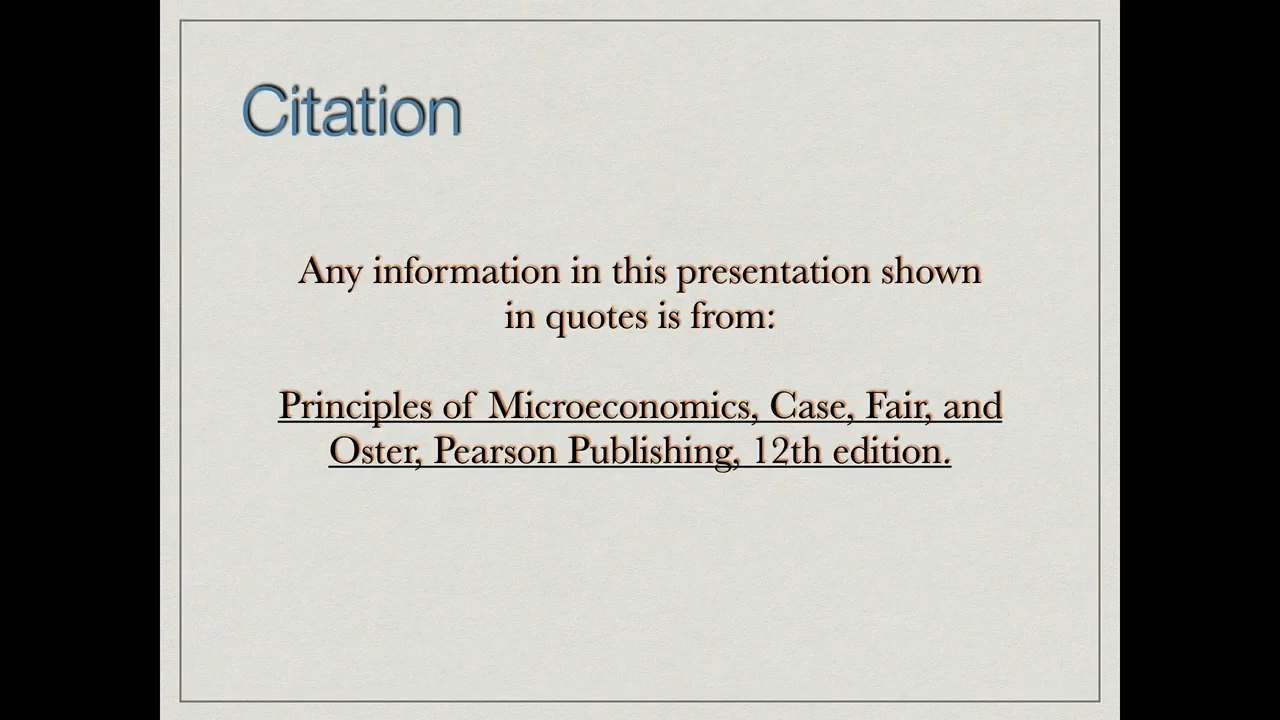 Citation
Any information in this presentation shown
in quotes is from:
Principles of Microeconomics, Case, Fair, and
Oster, Pearson Publishing, 12th edition.